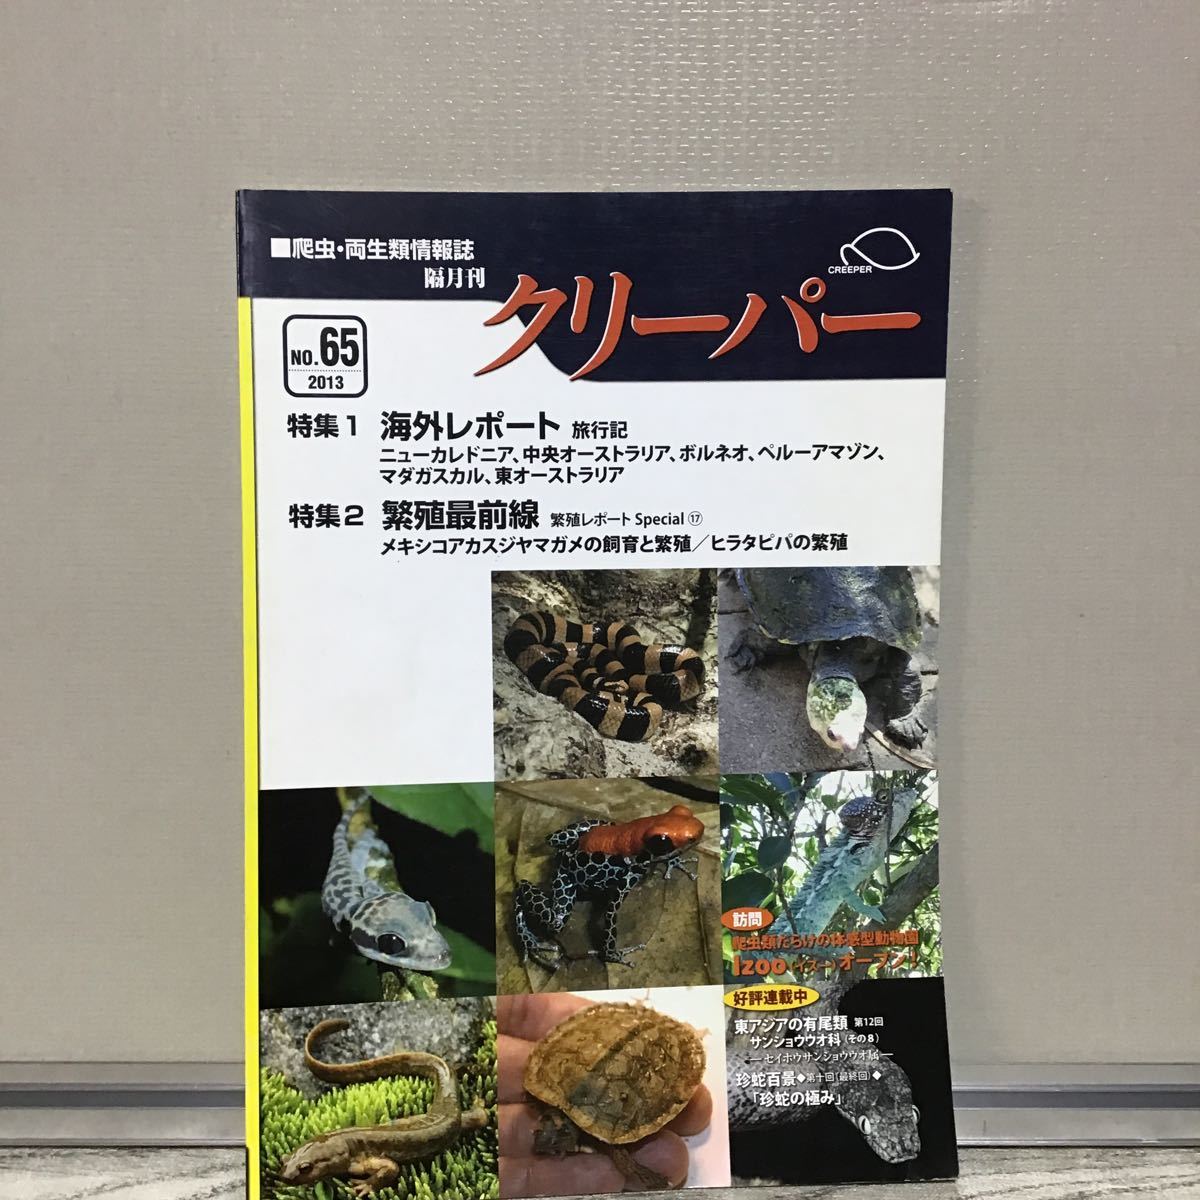 ■爬虫・両生類情報誌
隔月刊
クリーパー
CREEPER
NO.65
2013
特集1 海外レポート 旅行記
ニューカレドニア、中央オーストラリア、ボルネオ、ペルーアマゾン、
マダガスカル、東オーストラリア
特集2 繁殖最前線 繁殖レポート Special⑰
メキシコアカスジヤマガメの飼育と繁殖／ヒラタピパの繁殖
訪問
爬虫類だらけの体感型動物園
Izoo（イズー）オープン！
好評連載中
東アジアの有尾類 第12回
サンショウウオ科（その8）
―セイホウサンショウウオ属―
珍蛇百景◆第十回〔最終回〕◆
「珍蛇の極み」